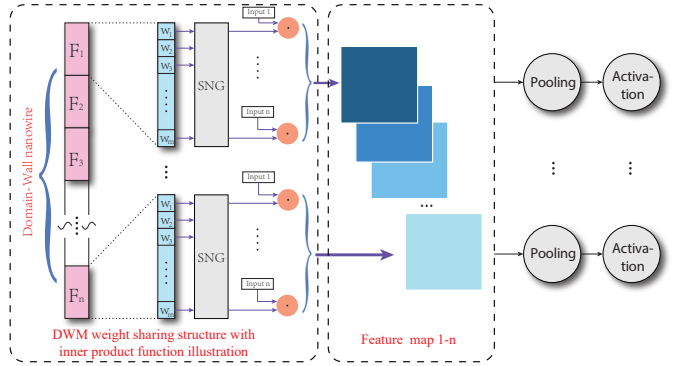 Domain-Wall nanowire
F1
F2
F3
Fn
W1
W2
W3
Wm
SNG
Input 1
Input n
W1
W2
W3
Wm
SNG
Input 1
Input n
DWM weight sharing structure with
inner product function illustration
Feature map 1-n
Pooling
Activa-
tion
Pooling
Activa-
tion